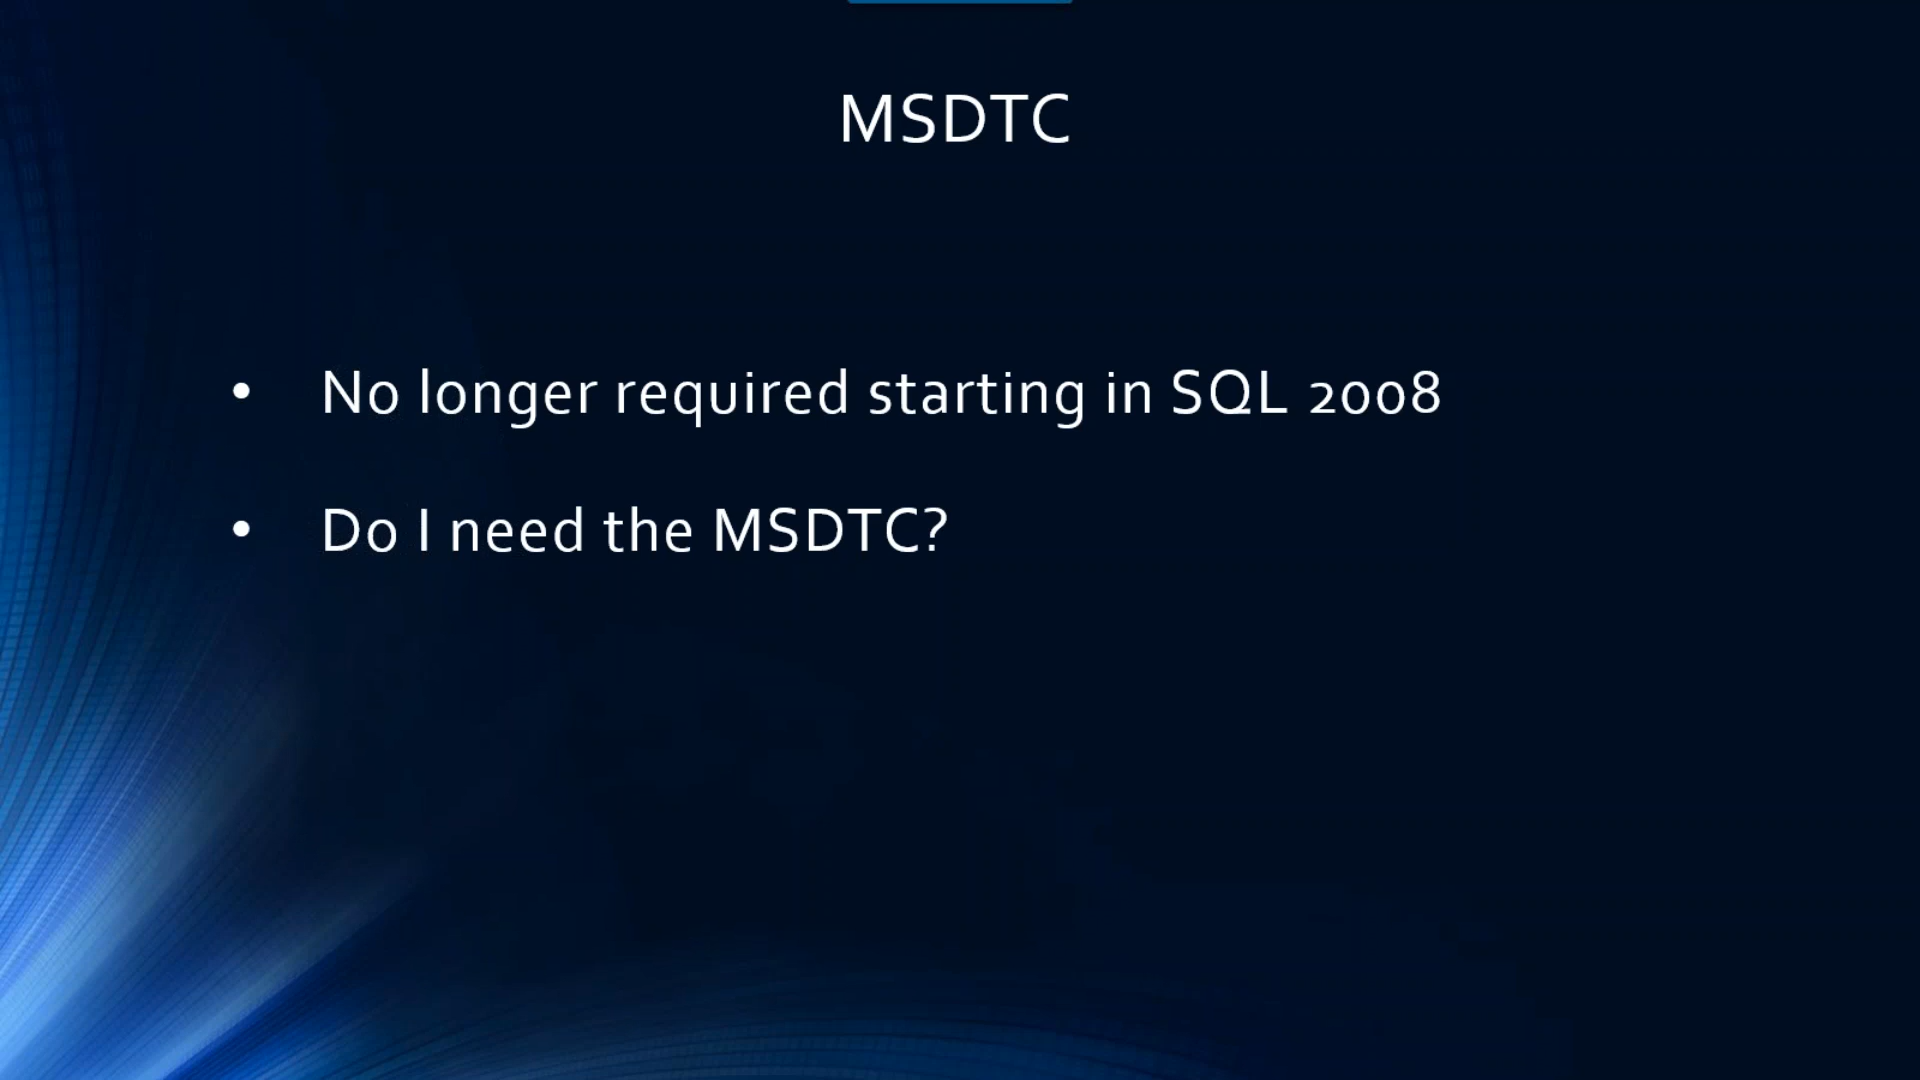 MSDTC
• No longer required starting in SQL 2008
• Do I need the MSDTC?